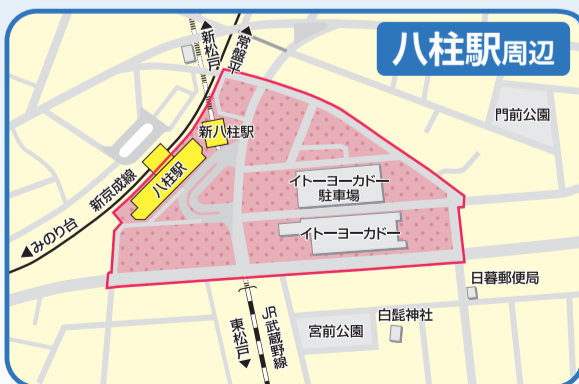 八柱駅周辺
新松戸▶
常盤平▶
門前公園
新八柱駅
八柱駅
新京成線
◀みのり台
イトーヨーカドー
駐車場
イトーヨーカドー
日暮郵便局
白髭神社
宮前公園
JR武蔵野線
東松戸▶